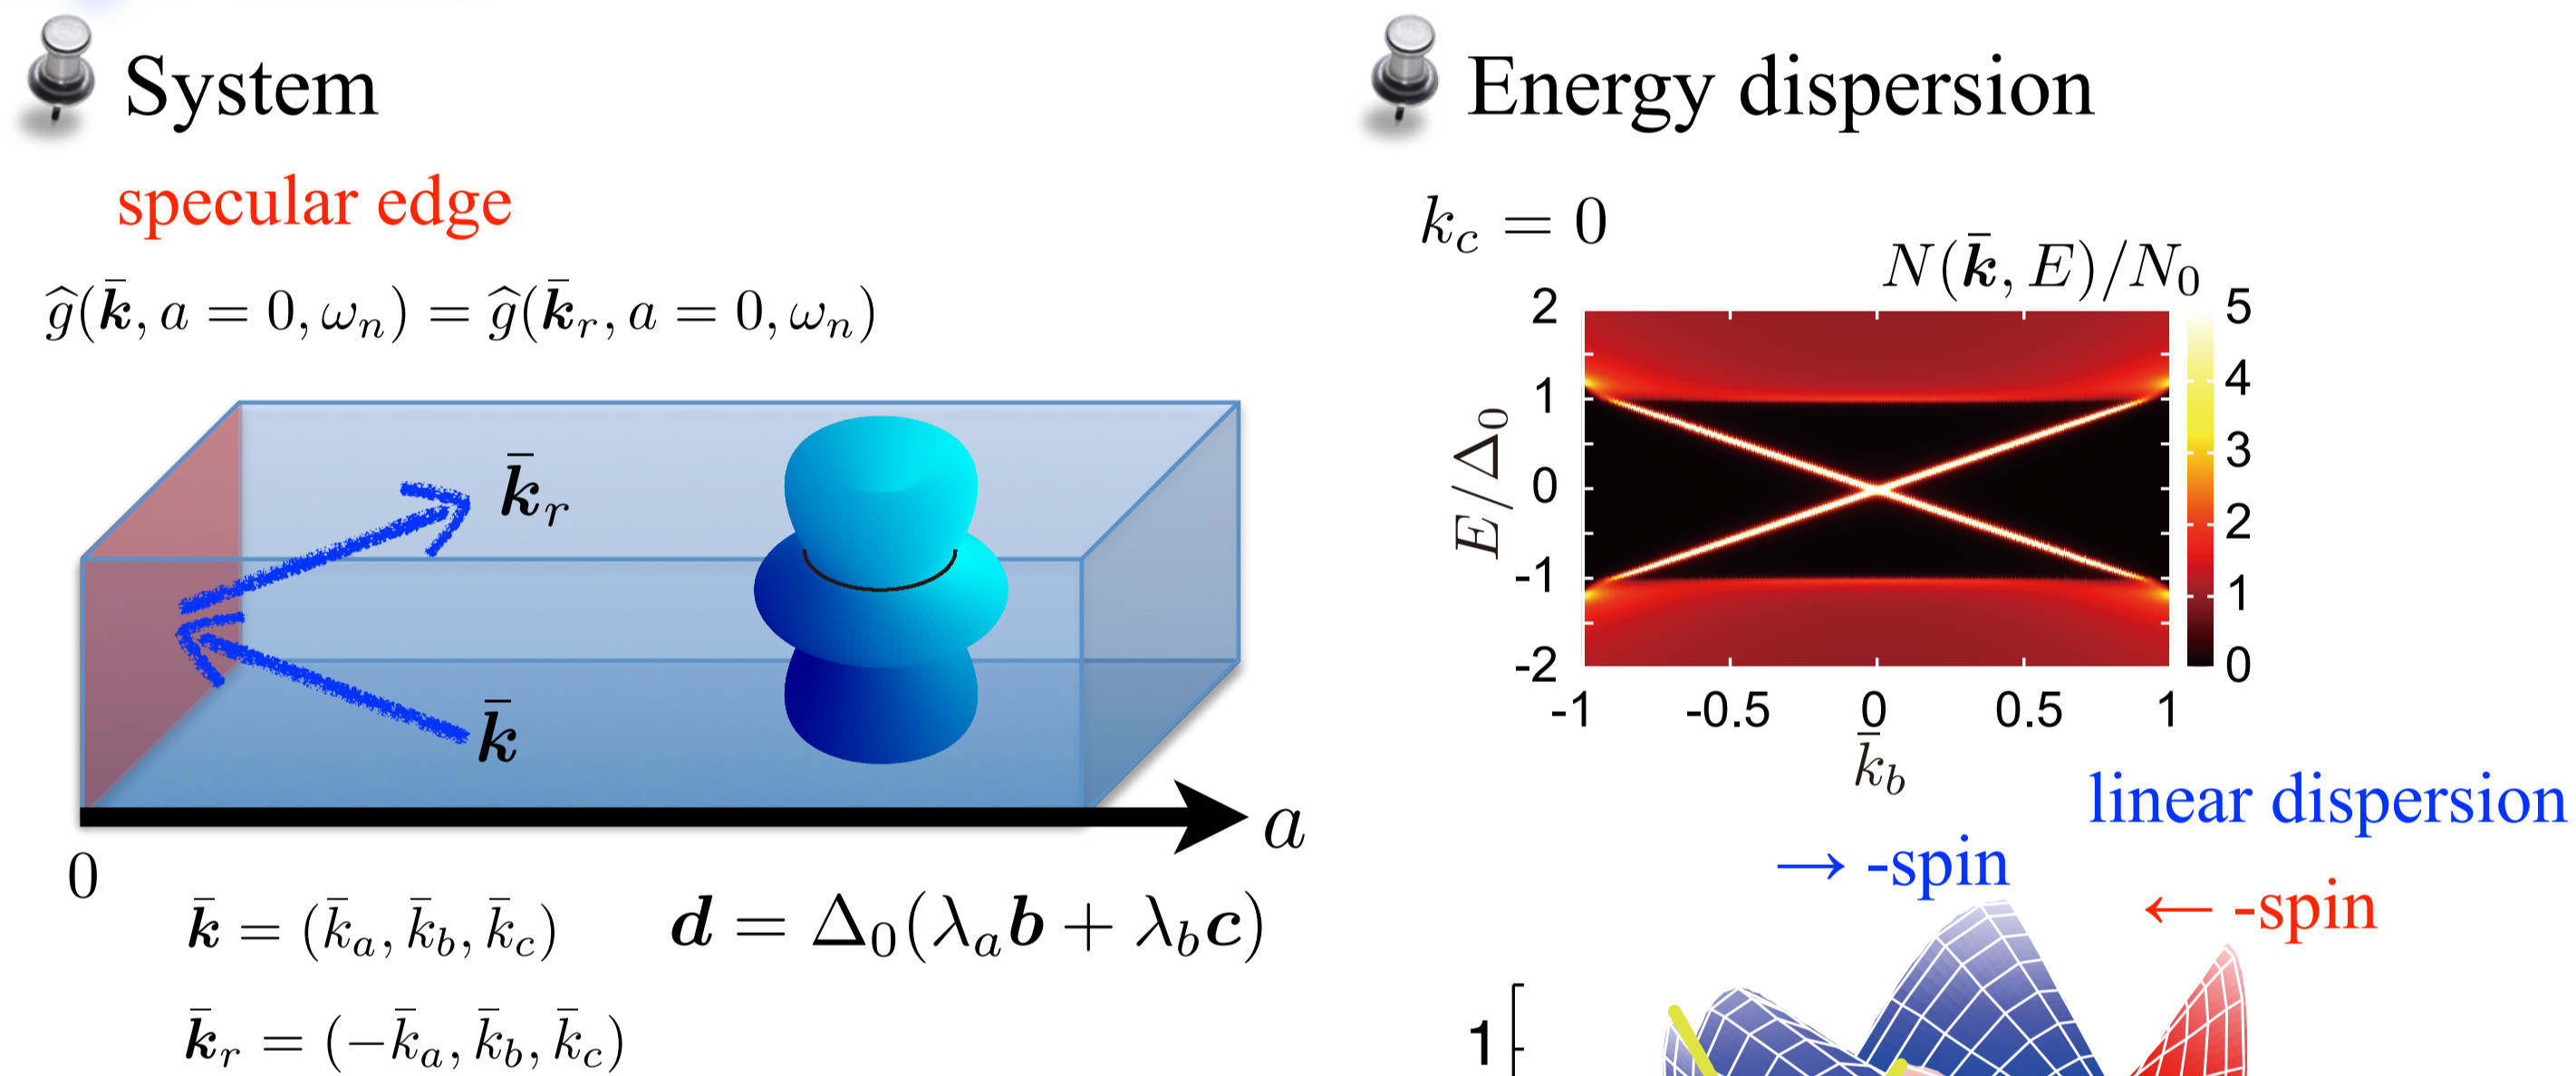 System
specular edge
ĝ(k̄, a = 0, ωₙ) = ĝ(k̄ᵣ, a = 0, ωₙ)
k̄ᵣ
k̄
a
0
k̄ = (k̄ₐ, k̄_b, k̄_c)
d = Δ₀(λₐb + λ_bc)
k̄ᵣ = (−k̄ₐ, k̄_b, k̄_c)
Energy dispersion
k_c = 0
N(k̄, E)/N₀
2
1
0
-1
-2
E/Δ₀
-1
-0.5
0
0.5
1
k̄_b
5
4
3
2
1
0
linear dispersion
→ -spin
← -spin
1